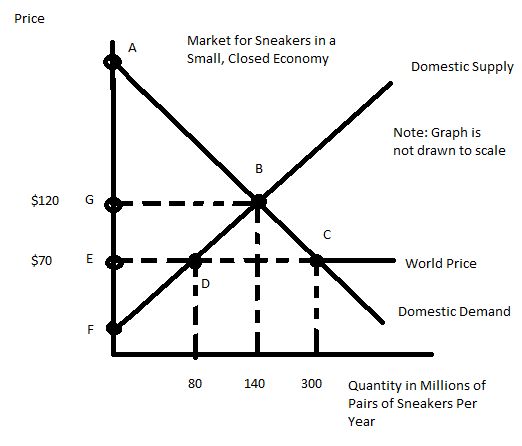 Price
A
Market for Sneakers in a
Small, Closed Economy
Domestic Supply
Note: Graph is
not drawn to scale
B
$120
G
C
$70
E
World Price
D
Domestic Demand
F
80
140
300
Quantity in Millions of
Pairs of Sneakers Per
Year